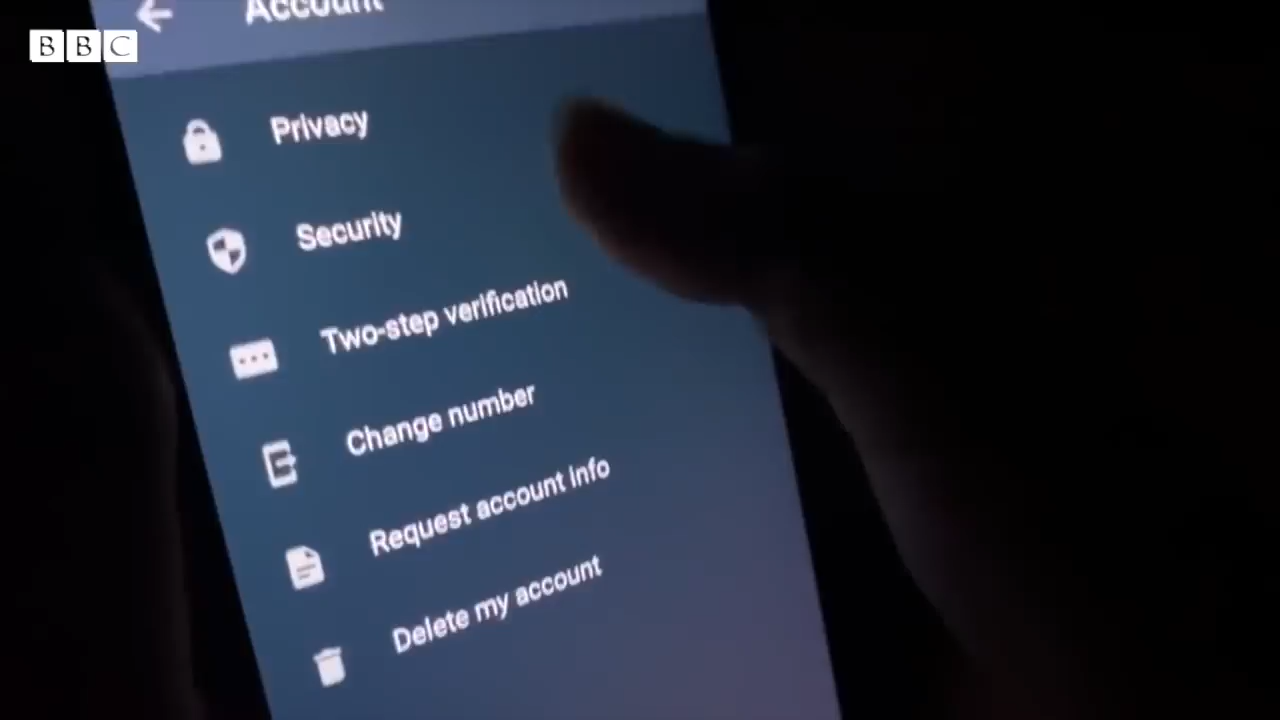 BBC
Account
Privacy
Security
Two-step verification
Change number
Request account info
Delete my account